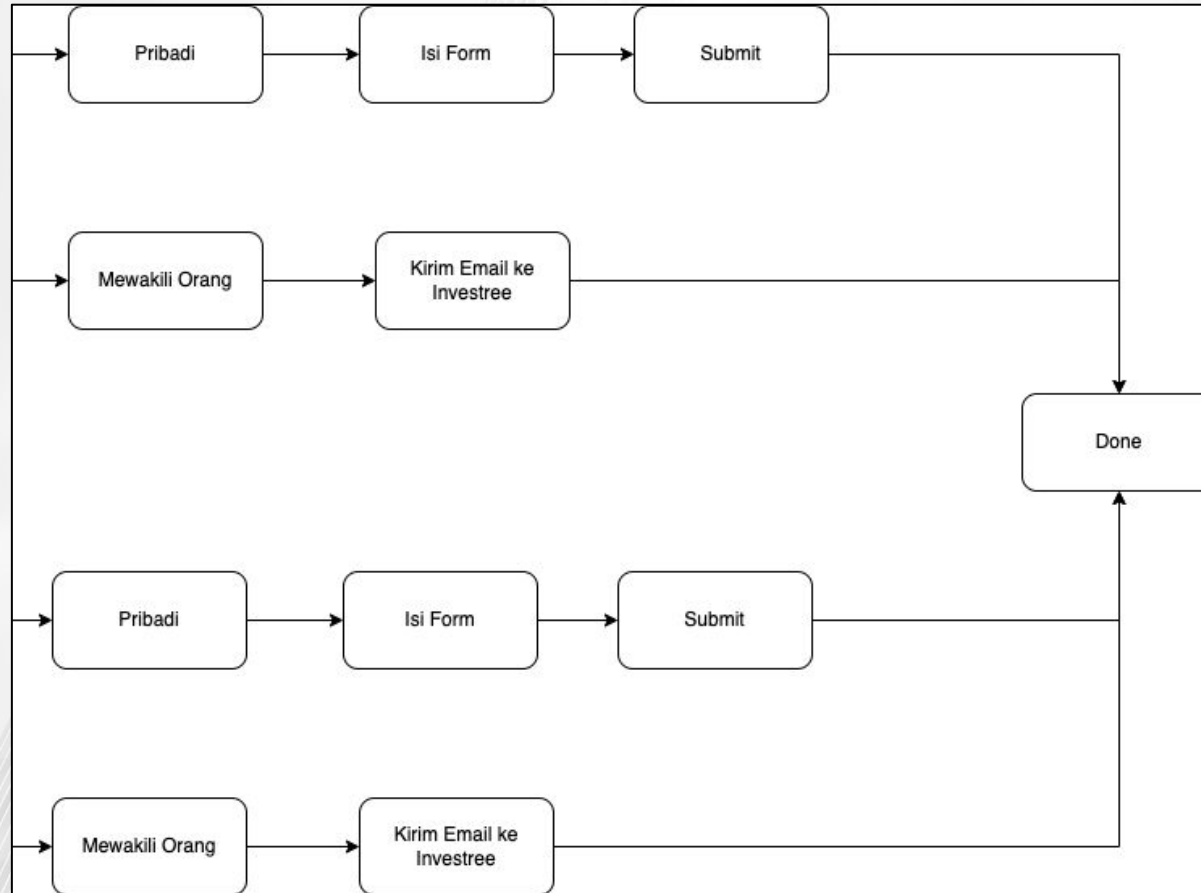 Pribadi
Isi Form
Submit
Mewakili Orang
Kirim Email ke
Investree
Done
Pribadi
Isi Form
Submit
Mewakili Orang
Kirim Email ke
Investree